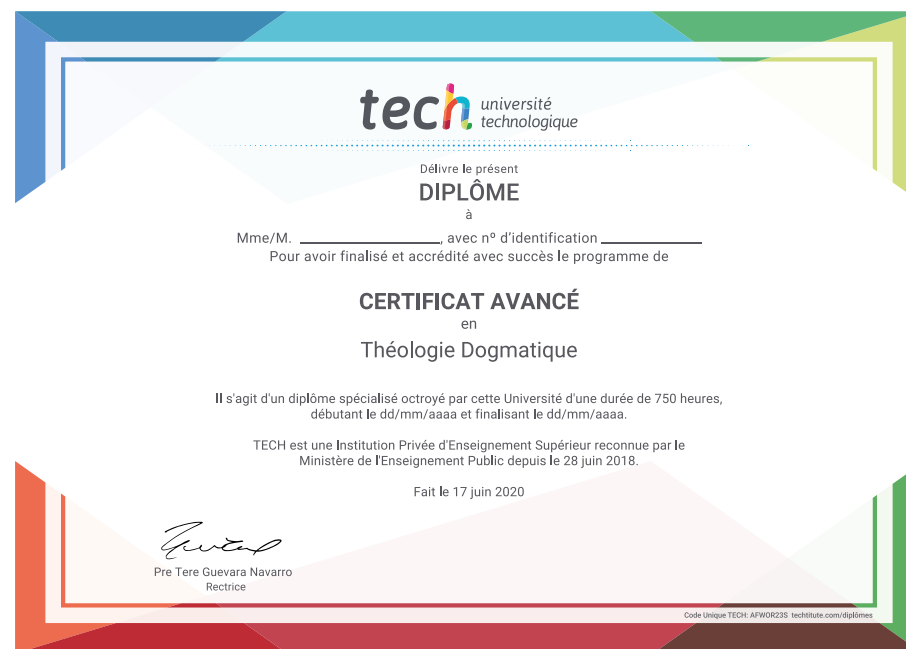 tech université
technologique
Délivre le présent
DIPLÔME
à
Mme/M. ____________________, avec nº d'identification ______________
Pour avoir finalisé et accrédité avec succès le programme de
CERTIFICAT AVANCÉ
en
Théologie Dogmatique
Il s'agit d'un diplôme spécialisé octroyé par cette Université d'une durée de 750 heures,
débutant le dd/mm/aaaa et finalisant le dd/mm/aaaa.
TECH est une Institution Privée d'Enseignement Supérieur reconnue par le
Ministère de l'Enseignement Public depuis le 28 juin 2018.
Fait le 17 juin 2020
Pre Tere Guevara Navarro
Rectrice
Code Unique TECH: AFWOR23S techtitute.com/diplômes